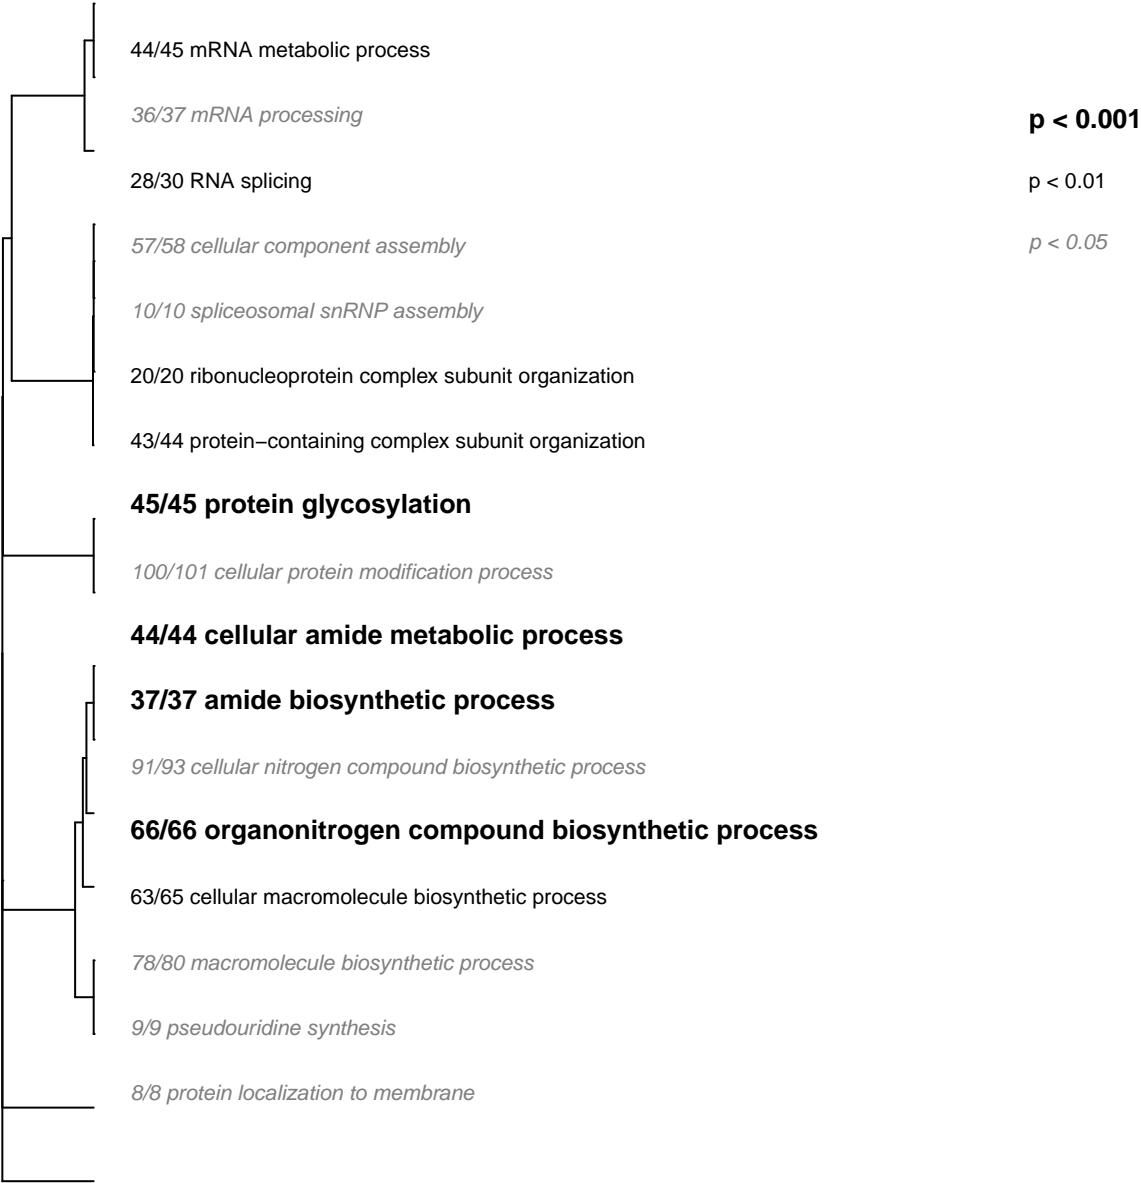 44/45 mRNA metabolic process
36/37 mRNA processing
p < 0.001
28/30 RNA splicing
p < 0.01
57/58 cellular component assembly
p < 0.05
10/10 spliceosomal snRNP assembly
20/20 ribonucleoprotein complex subunit organization
43/44 protein−containing complex subunit organization
45/45 protein glycosylation
100/101 cellular protein modification process
44/44 cellular amide metabolic process
37/37 amide biosynthetic process
91/93 cellular nitrogen compound biosynthetic process
66/66 organonitrogen compound biosynthetic process
63/65 cellular macromolecule biosynthetic process
78/80 macromolecule biosynthetic process
9/9 pseudouridine synthesis
8/8 protein localization to membrane